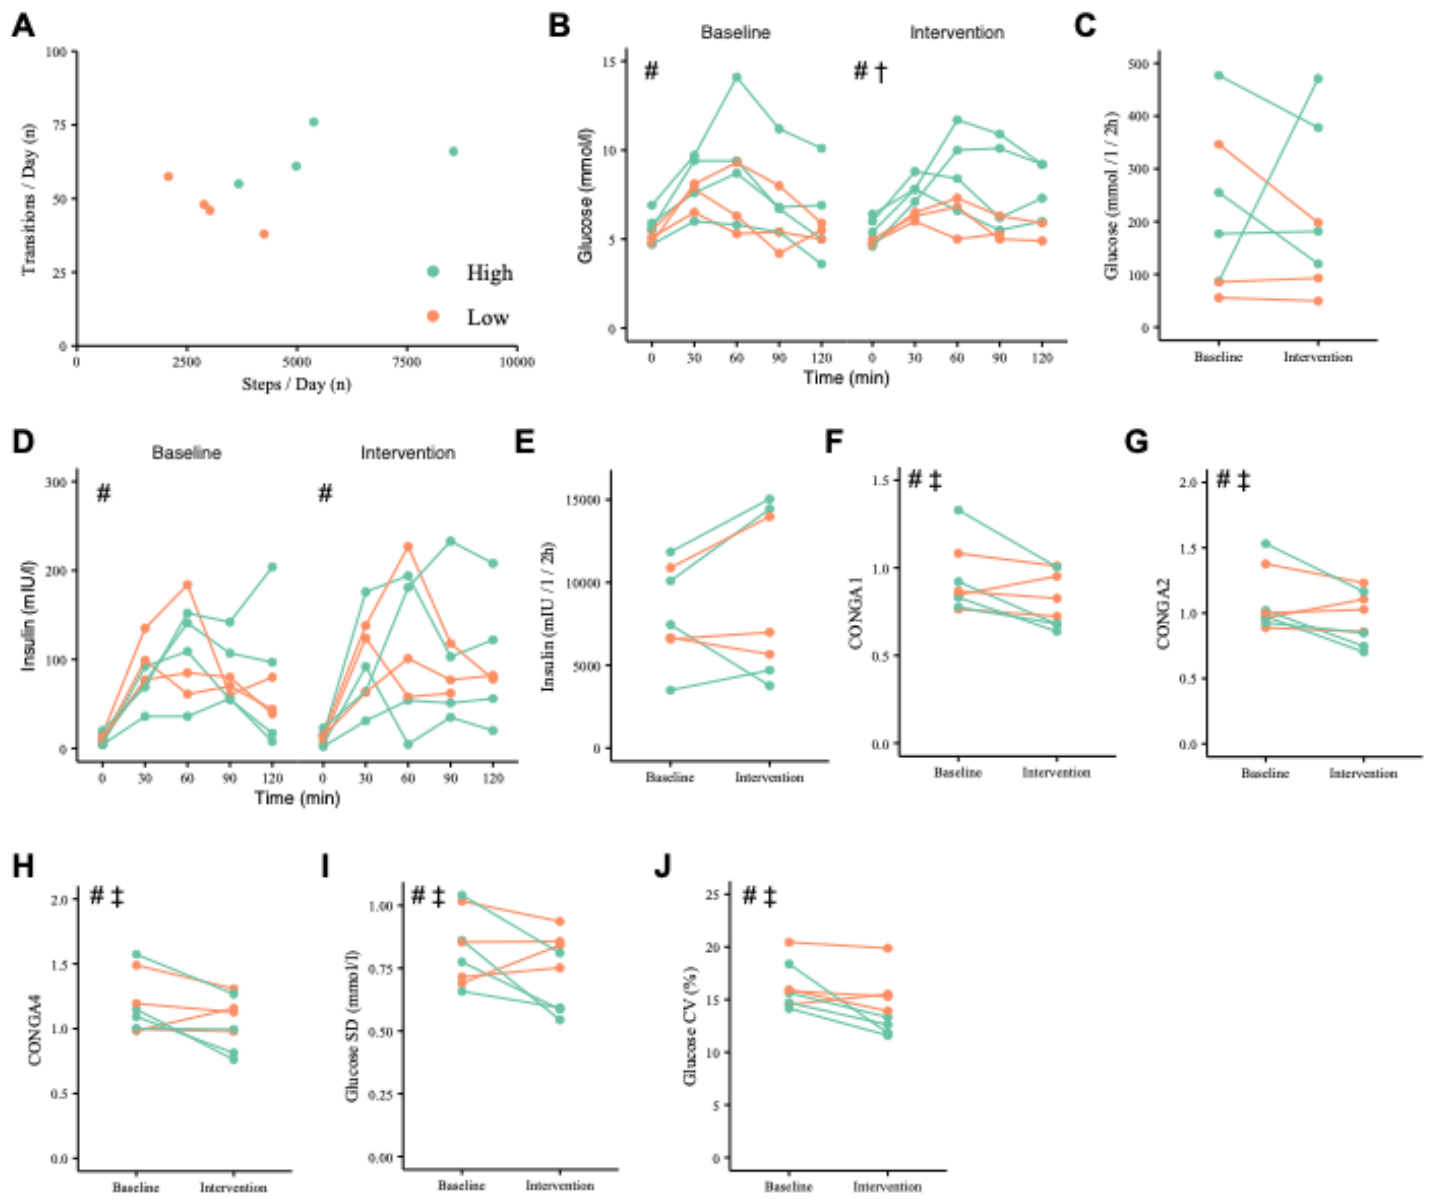 A
Transitions / Day (n)
100
75
50
25
0
0 2500 5000 7500 10000
Steps / Day (n)
High
Low
B
Baseline Intervention
# # †
Glucose (mmol/l)
15
10
5
0
0 30 60 90 120 0 30 60 90 120
Time (min)
C
Glucose (mmol / 1 / 2h)
500
400
300
200
100
0
Baseline Intervention
D
Baseline Intervention
# #
Insulin (mIU/l)
300
200
100
0
0 30 60 90 120 0 30 60 90 120
Time (min)
E
Insulin (mIU / 1 / 2h)
15000
10000
5000
0
Baseline Intervention
F
# ‡
CONGA1
1.5
1.0
0.5
0.0
Baseline Intervention
G
# ‡
CONGA2
2.0
1.5
1.0
0.5
0.0
Baseline Intervention
H
# ‡
CONGA4
2.0
1.5
1.0
0.5
0.0
Baseline Intervention
I
# ‡
Glucose SD (mmol/l)
1.00
0.75
0.50
0.25
0.00
Baseline Intervention
J
# ‡
Glucose CV (%)
25
20
15
10
5
0
Baseline Intervention